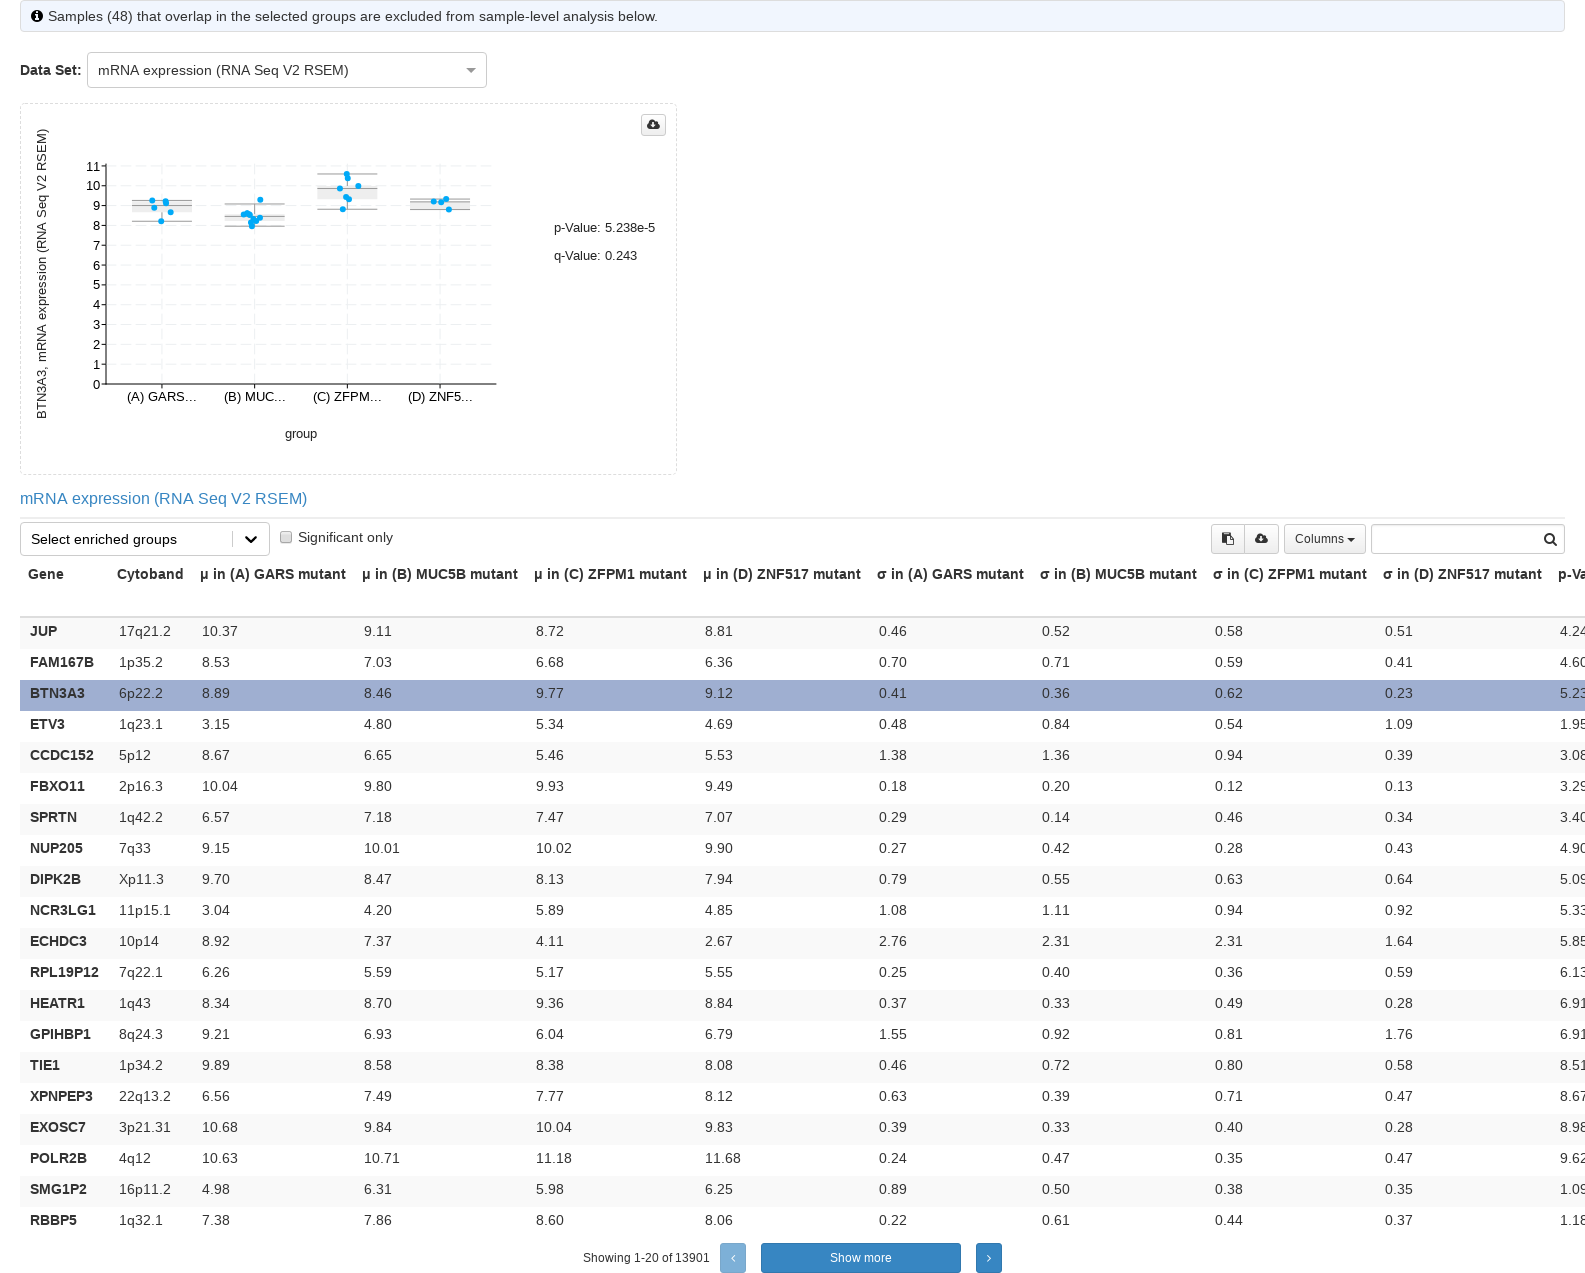 Samples (48) that overlap in the selected groups are excluded from sample-level analysis below.
Data Set: mRNA expression (RNA Seq V2 RSEM)
BTN3A3, mRNA expression (RNA Seq V2 RSEM)
11
10
9
8
7
6
5
4
3
2
1
0
(A) GARS... (B) MUC... (C) ZFPM... (D) ZNF5...
group
p-Value: 5.238e-5
q-Value: 0.243
mRNA expression (RNA Seq V2 RSEM)
Select enriched groups Significant only Columns
Gene Cytoband μ in (A) GARS mutant μ in (B) MUC5B mutant μ in (C) ZFPM1 mutant μ in (D) ZNF517 mutant σ in (A) GARS mutant σ in (B) MUC5B mutant σ in (C) ZFPM1 mutant σ in (D) ZNF517 mutant p-Va
JUP 17q21.2 10.37 9.11 8.72 8.81 0.46 0.52 0.58 0.51 4.24
FAM167B 1p35.2 8.53 7.03 6.68 6.36 0.70 0.71 0.59 0.41 4.60
BTN3A3 6p22.2 8.89 8.46 9.77 9.12 0.41 0.36 0.62 0.23 5.23
ETV3 1q23.1 3.15 4.80 5.34 4.69 0.48 0.84 0.54 1.09 1.95
CCDC152 5p12 8.67 6.65 5.46 5.53 1.38 1.36 0.94 0.39 3.08
FBXO11 2p16.3 10.04 9.80 9.93 9.49 0.18 0.20 0.12 0.13 3.29
SPRTN 1q42.2 6.57 7.18 7.47 7.07 0.29 0.14 0.46 0.34 3.40
NUP205 7q33 9.15 10.01 10.02 9.90 0.27 0.42 0.28 0.43 4.90
DIPK2B Xp11.3 9.70 8.47 8.13 7.94 0.79 0.55 0.63 0.64 5.09
NCR3LG1 11p15.1 3.04 4.20 5.89 4.85 1.08 1.11 0.94 0.92 5.33
ECHDC3 10p14 8.92 7.37 4.11 2.67 2.76 2.31 2.31 1.64 5.85
RPL19P12 7q22.1 6.26 5.59 5.17 5.55 0.25 0.40 0.36 0.59 6.13
HEATR1 1q43 8.34 8.70 9.36 8.84 0.37 0.33 0.49 0.28 6.91
GPIHBP1 8q24.3 9.21 6.93 6.04 6.79 1.55 0.92 0.81 1.76 6.91
TIE1 1p34.2 9.89 8.58 8.38 8.08 0.46 0.72 0.80 0.58 8.51
XPNPEP3 22q13.2 6.56 7.49 7.77 8.12 0.63 0.39 0.71 0.47 8.67
EXOSC7 3p21.31 10.68 9.84 10.04 9.83 0.39 0.33 0.40 0.28 8.98
POLR2B 4q12 10.63 10.71 11.18 11.68 0.24 0.47 0.35 0.47 9.62
SMG1P2 16p11.2 4.98 6.31 5.98 6.25 0.89 0.50 0.38 0.35 1.09
RBBP5 1q32.1 7.38 7.86 8.60 8.06 0.22 0.61 0.44 0.37 1.18
Showing 1-20 of 13901 Show more